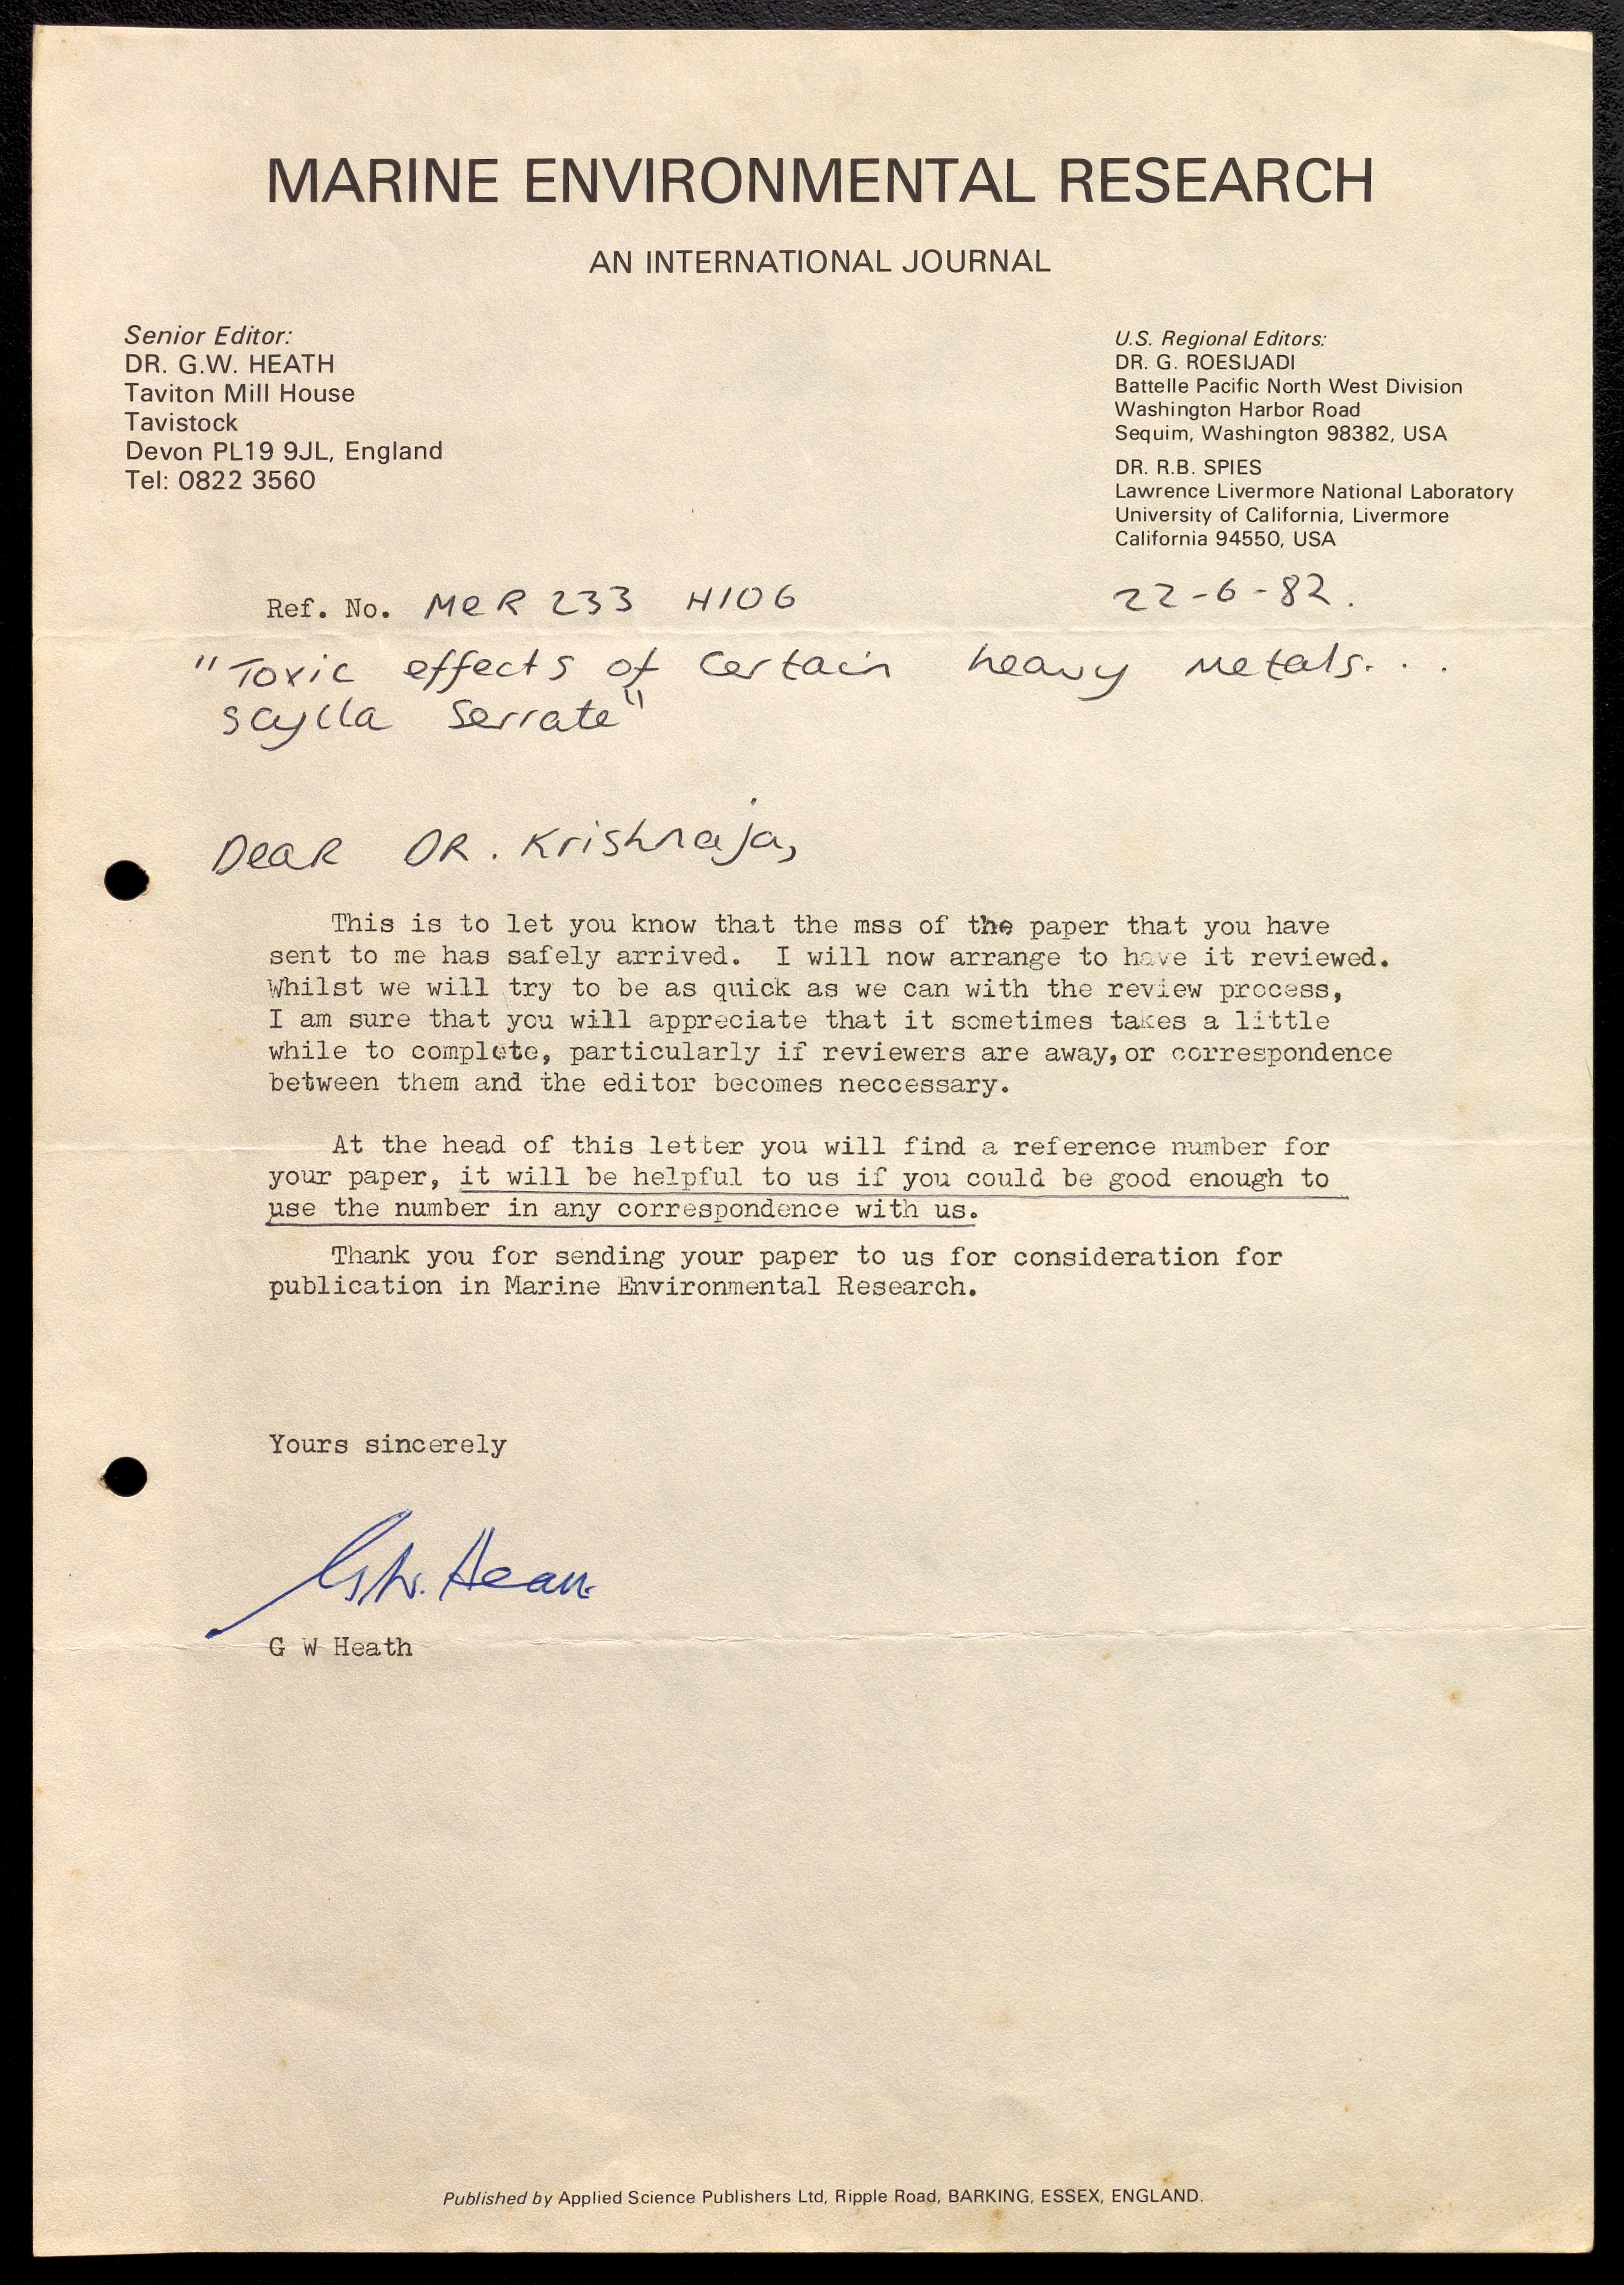 MARINE ENVIRONMENTAL RESEARCH
AN INTERNATIONAL JOURNAL
Senior Editor:
DR. G.W. HEATH
Taviton Mill House
Tavistock
Devon PL19 9JL, England
Tel: 0822 3560
U.S. Regional Editors:
DR. G. ROESIJADI
Battelle Pacific North West Division
Washington Harbor Road
Sequim, Washington 98382, USA
DR. R.B. SPIES
Lawrence Livermore National Laboratory
University of California, Livermore
California 94550, USA
Ref. No. MER 233 H106
22-6-82.
"Toxic effects of certain heavy metals. . .
Scylla Serrate"
Dear DR. Krishnaja,
This is to let you know that the mss of the paper that you have
sent to me has safely arrived. I will now arrange to have it reviewed.
Whilst we will try to be as quick as we can with the review process,
I am sure that you will appreciate that it sometimes takes a little
while to complete, particularly if reviewers are away, or correspondence
between them and the editor becomes neccessary.
At the head of this letter you will find a reference number for
your paper, it will be helpful to us if you could be good enough to
use the number in any correspondence with us.
Thank you for sending your paper to us for consideration for
publication in Marine Environmental Research.
Yours sincerely
G.W. Heath
G W Heath
Published by Applied Science Publishers Ltd, Ripple Road, BARKING, ESSEX, ENGLAND.